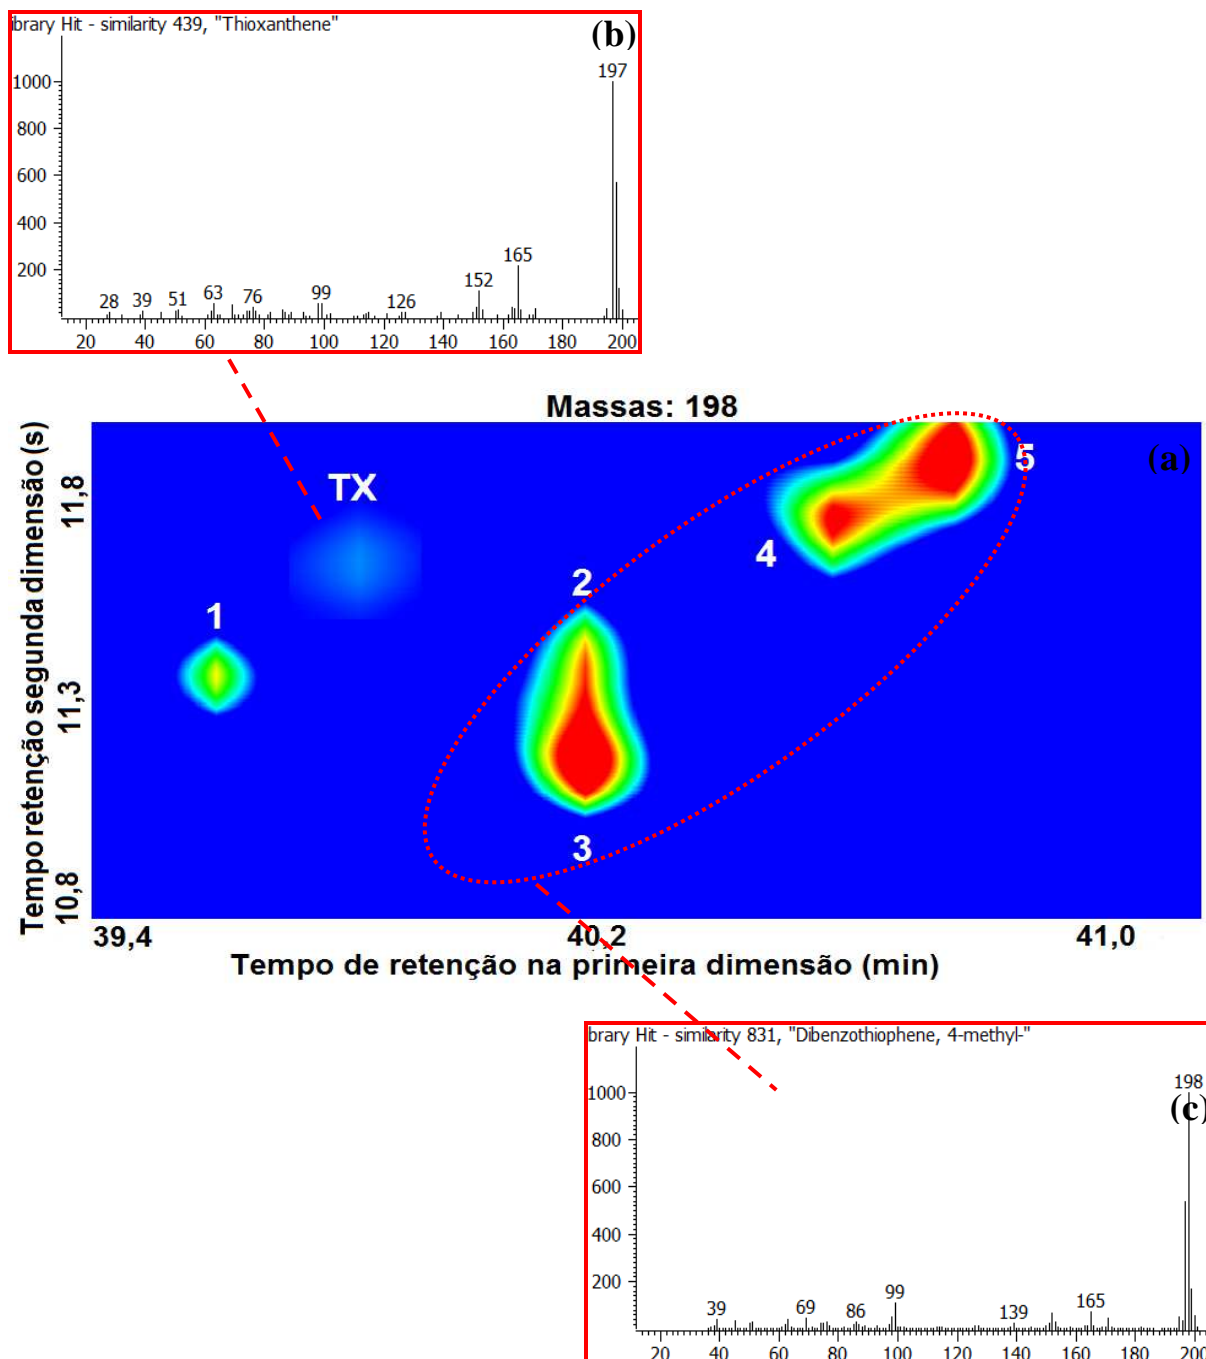 ibrary Hit - similarity 439, "Thioxanthene"
(b)
197
1000
800
600
400
200
165
152
28 39 51 63 76 99 126
20 40 60 80 100 120 140 160 180 200
Massas: 198
Tempo retenção segunda dimensão (s)
11,8
11,3
10,8
TX
1
2
3
4
5
(a)
39,4 40,2 41,0
Tempo de retenção na primeira dimensão (min)
brary Hit - similarity 831, "Dibenzothiophene, 4-methyl-"
198
(c)
1000
800
600
400
200
39 69 86 99 139 165
20 40 60 80 100 120 140 160 180 200